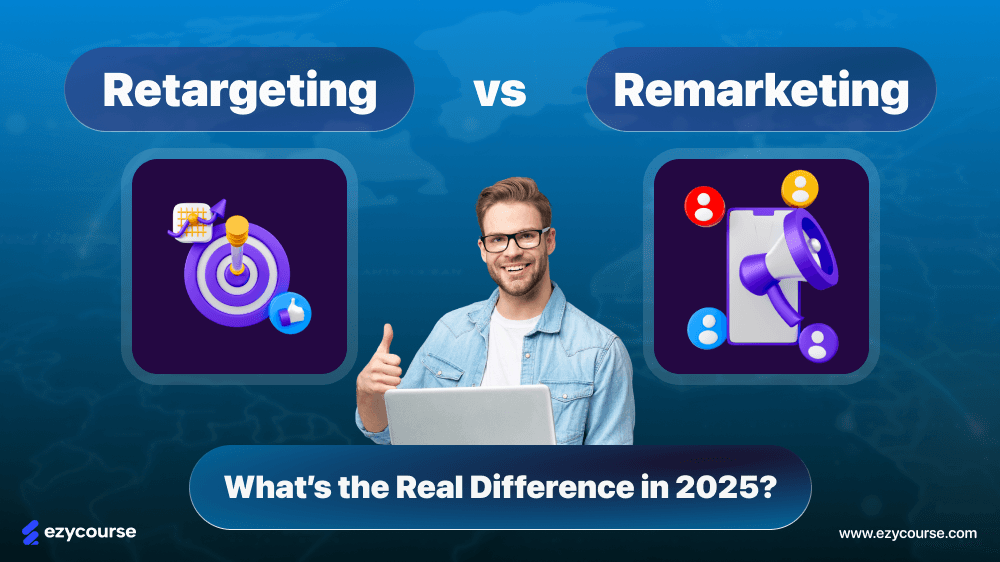 Retargeting vs Remarketing
What's the Real Difference in 2025?
ezycourse
www.ezycourse.com